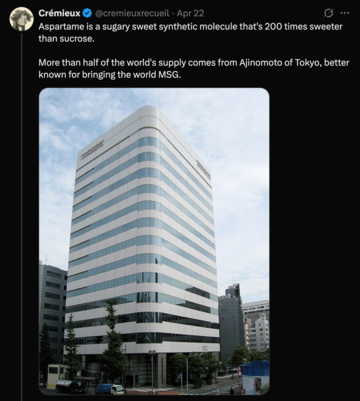 Crémieux @cremieuxrecueil · Apr 22
Aspartame is a sugary sweet synthetic molecule that's 200 times sweeter
than sucrose.
More than half of the world's supply comes from Ajinomoto of Tokyo, better
known for bringing the world MSG.